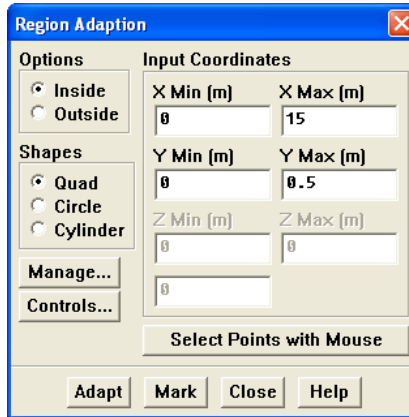 Region Adaption
Options
Inside
Outside
Shapes
Quad
Circle
Cylinder
Manage...
Controls...
Input Coordinates
X Min (m) X Max (m)
0 15
Y Min (m) Y Max (m)
0 0.5
Z Min (m) Z Max (m)
0 0
0
Select Points with Mouse
Adapt Mark Close Help